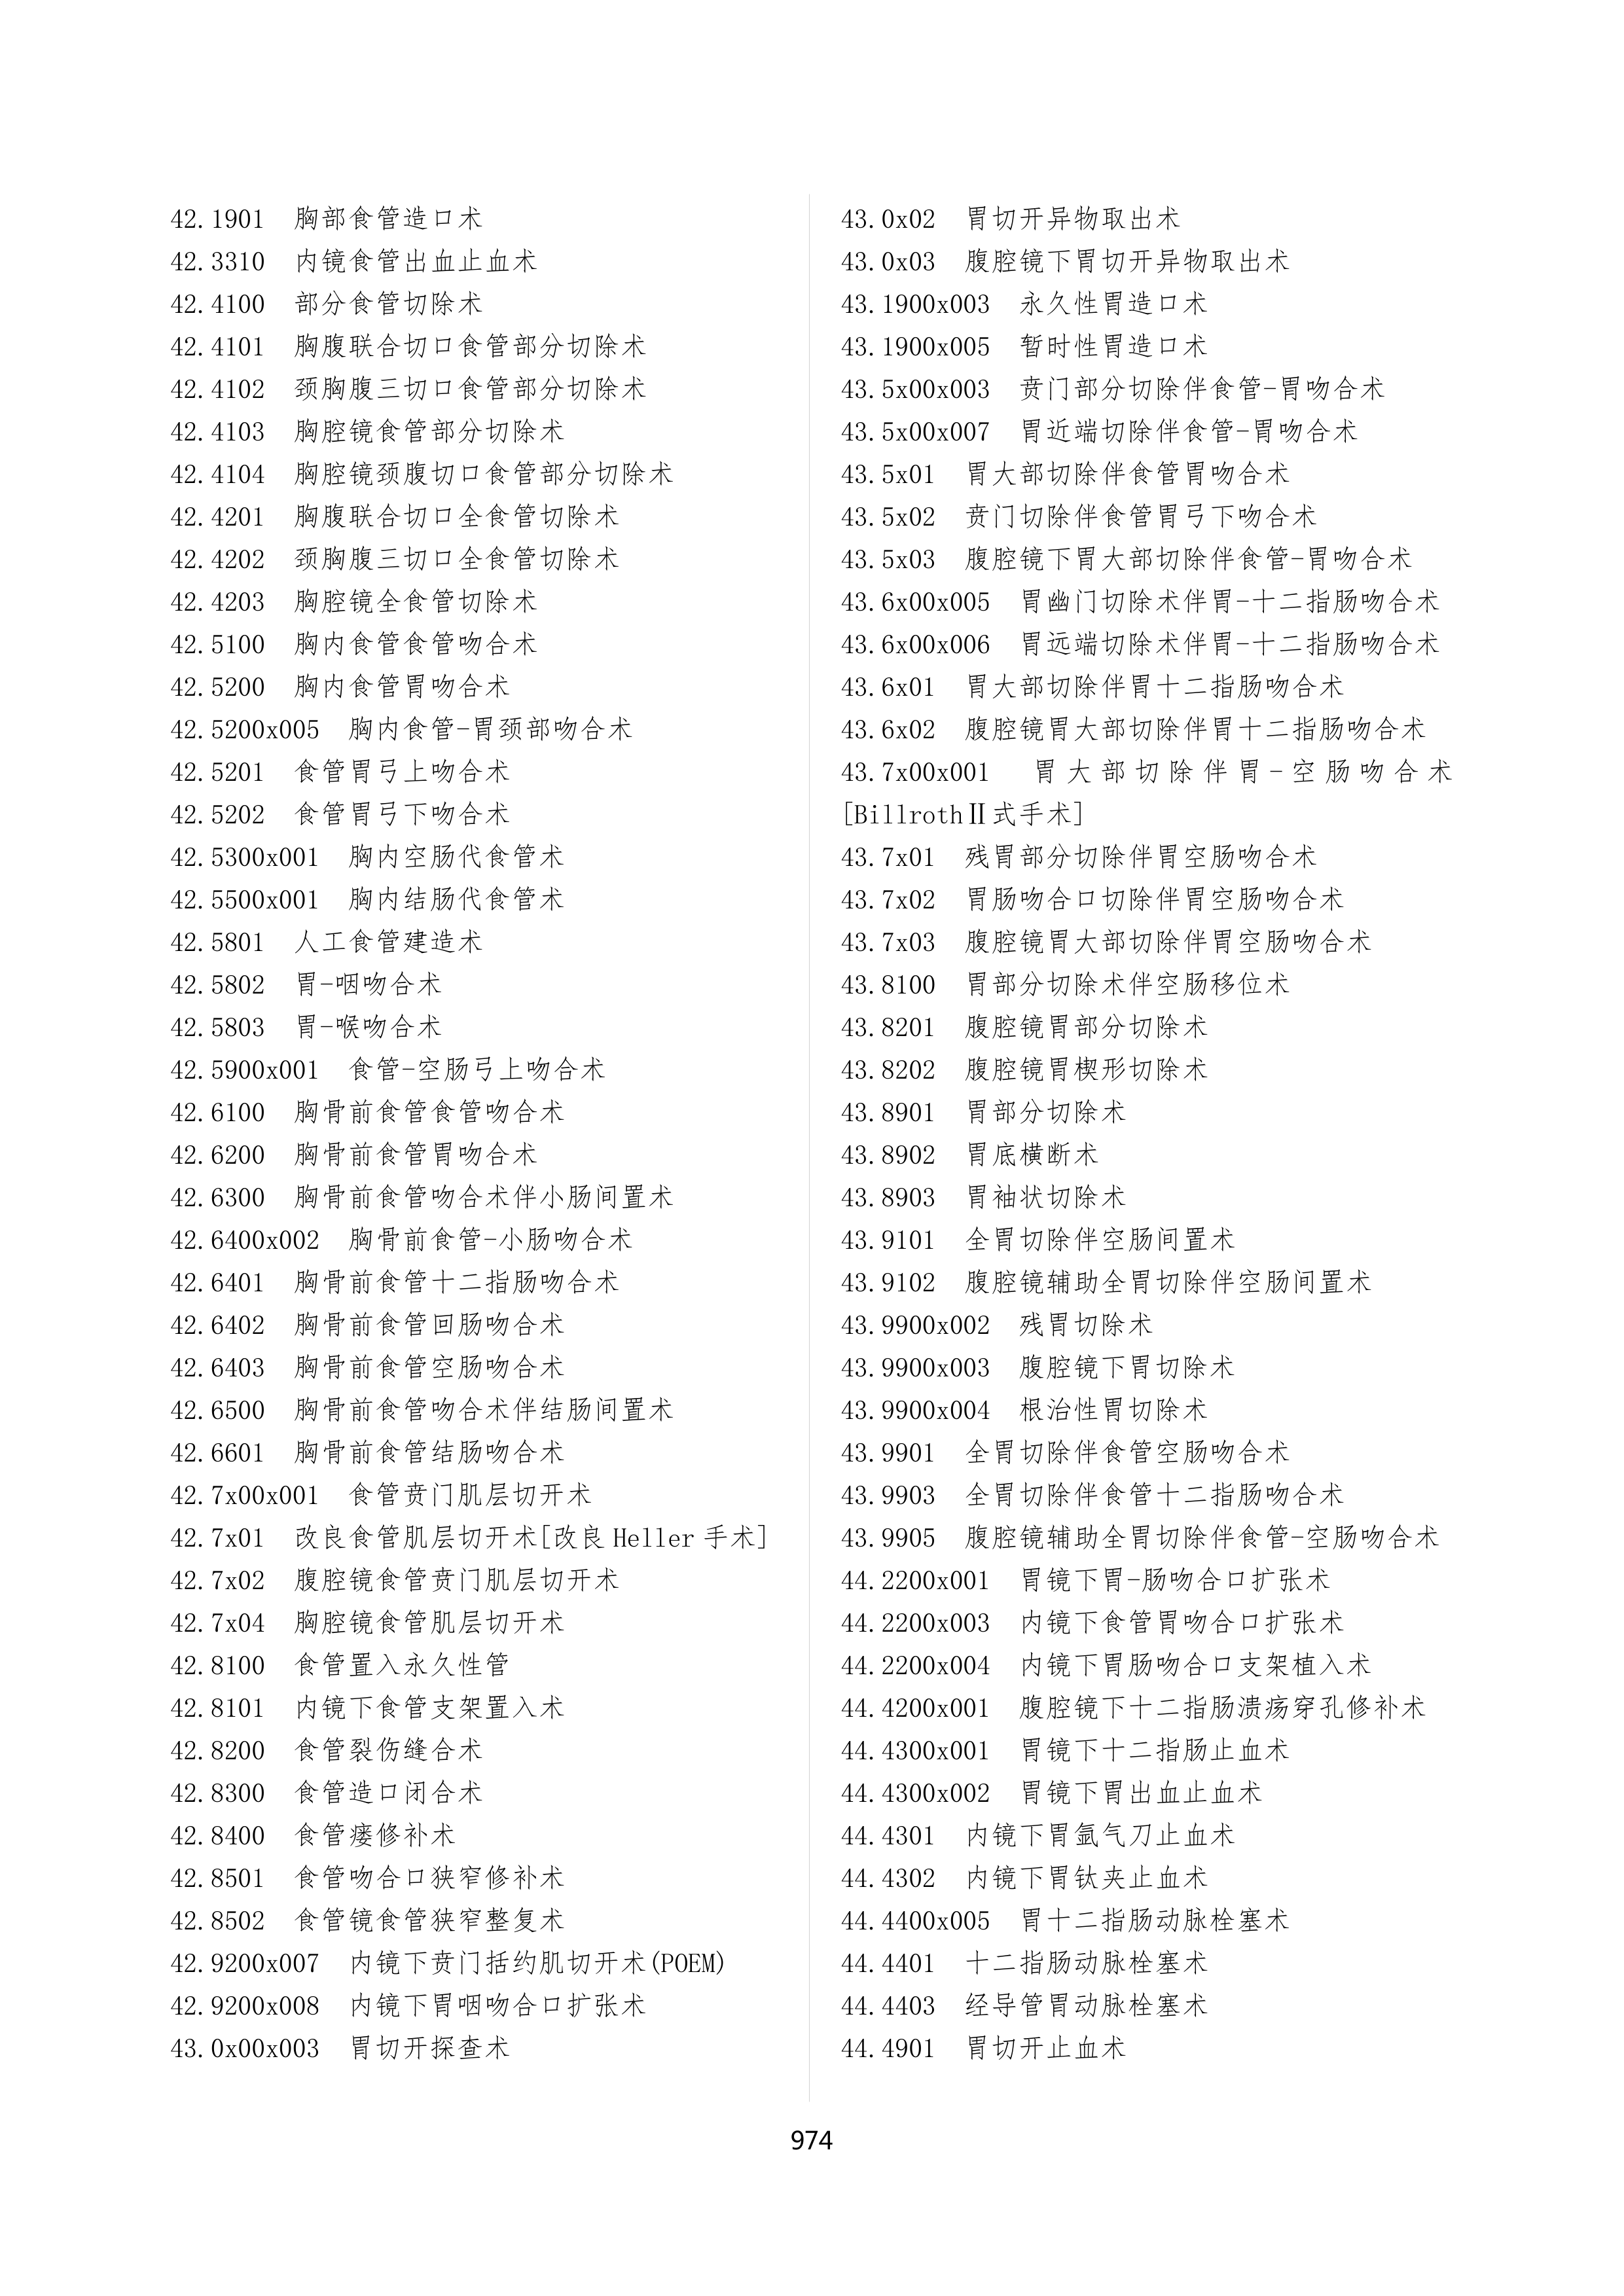 42.1901 胸部食管造口术
42.3310 内镜食管出血止血术
42.4100 部分食管切除术
42.4101 胸腹联合切口食管部分切除术
42.4102 颈胸腹三切口食管部分切除术
42.4103 胸腔镜食管部分切除术
42.4104 胸腔镜颈腹切口食管部分切除术
42.4201 胸腹联合切口全食管切除术
42.4202 颈胸腹三切口全食管切除术
42.4203 胸腔镜全食管切除术
42.5100 胸内食管食管吻合术
42.5200 胸内食管胃吻合术
42.5200x005 胸内食管-胃颈部吻合术
42.5201 食管胃弓上吻合术
42.5202 食管胃弓下吻合术
42.5300x001 胸内空肠代食管术
42.5500x001 胸内结肠代食管术
42.5801 人工食管建造术
42.5802 胃-咽吻合术
42.5803 胃-喉吻合术
42.5900x001 食管-空肠弓上吻合术
42.6100 胸骨前食管食管吻合术
42.6200 胸骨前食管胃吻合术
42.6300 胸骨前食管吻合术伴小肠间置术
42.6400x002 胸骨前食管-小肠吻合术
42.6401 胸骨前食管十二指肠吻合术
42.6402 胸骨前食管回肠吻合术
42.6403 胸骨前食管空肠吻合术
42.6500 胸骨前食管吻合术伴结肠间置术
42.6601 胸骨前食管结肠吻合术
42.7x00x001 食管贲门肌层切开术
42.7x01 改良食管肌层切开术[改良 Heller 手术]
42.7x02 腹腔镜食管贲门肌层切开术
42.7x04 胸腔镜食管肌层切开术
42.8100 食管置入永久性管
42.8101 内镜下食管支架置入术
42.8200 食管裂伤缝合术
42.8300 食管造口闭合术
42.8400 食管瘘修补术
42.8501 食管吻合口狭窄修补术
42.8502 食管镜食管狭窄整复术
42.9200x007 内镜下贲门括约肌切开术(POEM)
42.9200x008 内镜下胃咽吻合口扩张术
43.0x00x003 胃切开探查术
43.0x02 胃切开异物取出术
43.0x03 腹腔镜下胃切开异物取出术
43.1900x003 永久性胃造口术
43.1900x005 暂时性胃造口术
43.5x00x003 贲门部分切除伴食管-胃吻合术
43.5x00x007 胃近端切除伴食管-胃吻合术
43.5x01 胃大部切除伴食管胃吻合术
43.5x02 贲门切除伴食管胃弓下吻合术
43.5x03 腹腔镜下胃大部切除伴食管-胃吻合术
43.6x00x005 胃幽门切除术伴胃-十二指肠吻合术
43.6x00x006 胃远端切除术伴胃-十二指肠吻合术
43.6x01 胃大部切除伴胃十二指肠吻合术
43.6x02 腹腔镜胃大部切除伴胃十二指肠吻合术
43.7x00x001 胃大部切除伴胃-空肠吻合术
[BillrothⅡ式手术]
43.7x01 残胃部分切除伴胃空肠吻合术
43.7x02 胃肠吻合口切除伴胃空肠吻合术
43.7x03 腹腔镜胃大部切除伴胃空肠吻合术
43.8100 胃部分切除术伴空肠移位术
43.8201 腹腔镜胃部分切除术
43.8202 腹腔镜胃楔形切除术
43.8901 胃部分切除术
43.8902 胃底横断术
43.8903 胃袖状切除术
43.9101 全胃切除伴空肠间置术
43.9102 腹腔镜辅助全胃切除伴空肠间置术
43.9900x002 残胃切除术
43.9900x003 腹腔镜下胃切除术
43.9900x004 根治性胃切除术
43.9901 全胃切除伴食管空肠吻合术
43.9903 全胃切除伴食管十二指肠吻合术
43.9905 腹腔镜辅助全胃切除伴食管-空肠吻合术
44.2200x001 胃镜下胃-肠吻合口扩张术
44.2200x003 内镜下食管胃吻合口扩张术
44.2200x004 内镜下胃肠吻合口支架植入术
44.4200x001 腹腔镜下十二指肠溃疡穿孔修补术
44.4300x001 胃镜下十二指肠止血术
44.4300x002 胃镜下胃出血止血术
44.4301 内镜下胃氩气刀止血术
44.4302 内镜下胃钛夹止血术
44.4400x005 胃十二指肠动脉栓塞术
44.4401 十二指肠动脉栓塞术
44.4403 经导管胃动脉栓塞术
44.4901 胃切开止血术
974